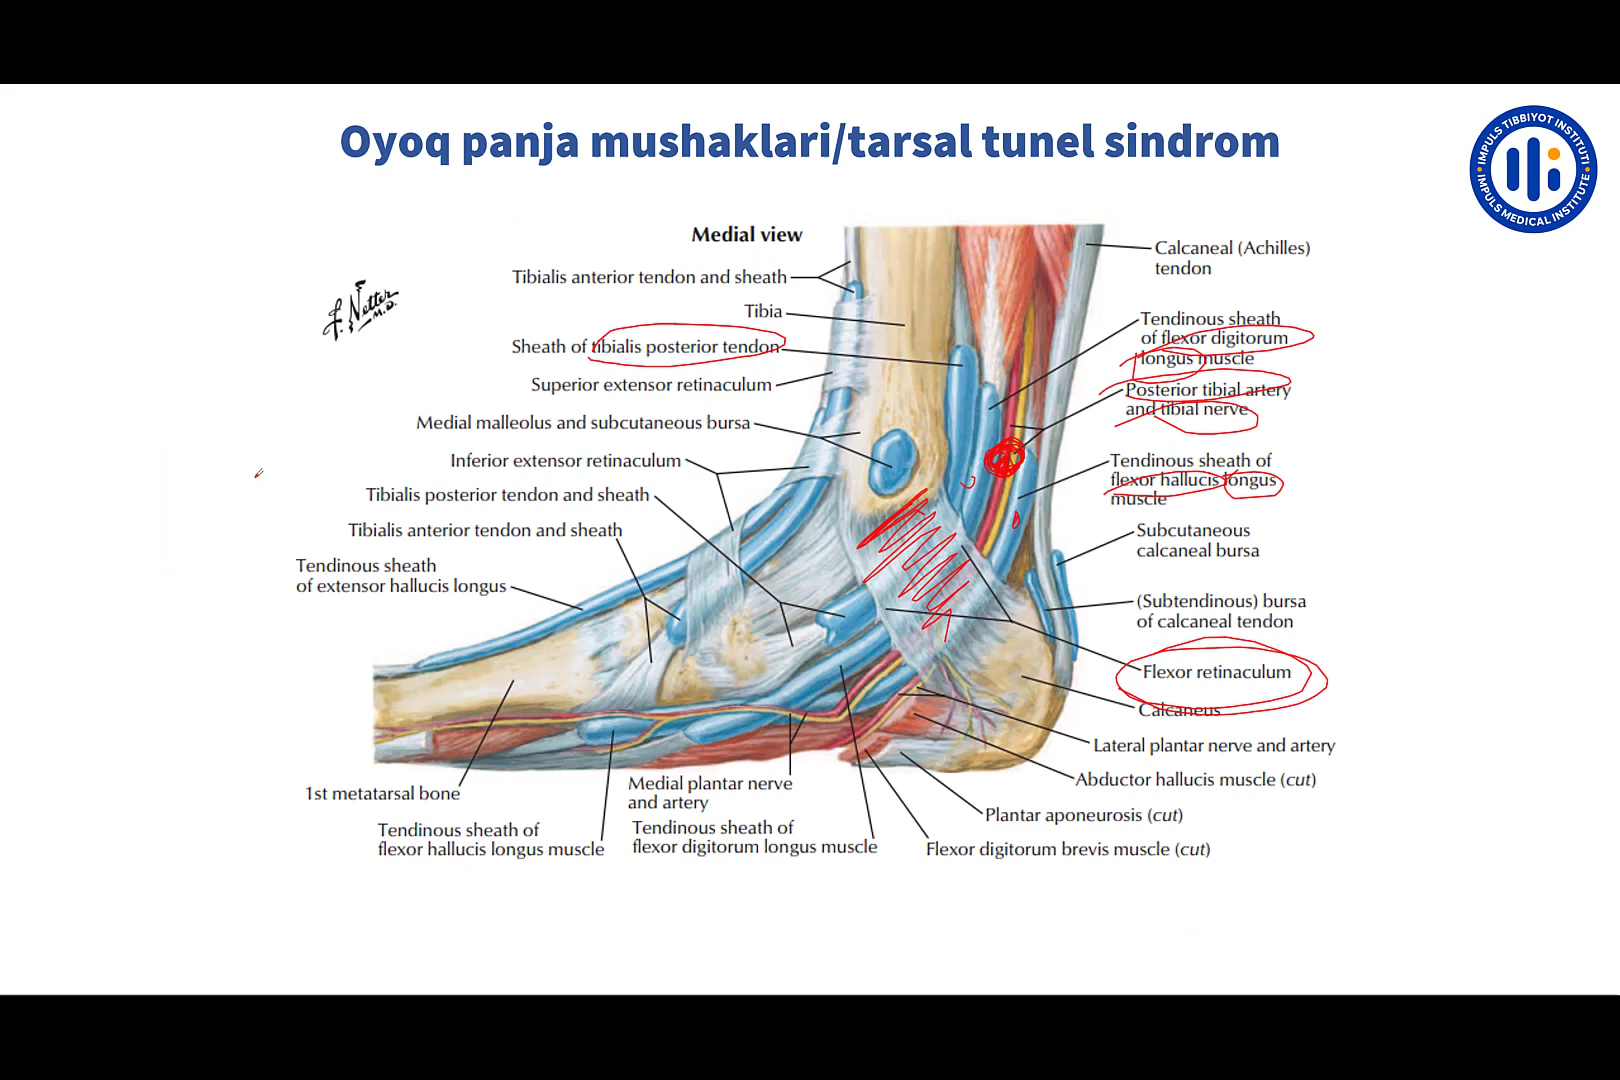 Oyoq panja mushaklari/tarsal tunel sindrom
IMPULS TIBBIYOT INSTITUTI
IMPULS MEDICAL INSTITUTE
Medial view
F. Netter
M.D.
Tibialis anterior tendon and sheath
Tibia
Sheath of tibialis posterior tendon
Superior extensor retinaculum
Medial malleolus and subcutaneous bursa
Inferior extensor retinaculum
Tibialis posterior tendon and sheath
Tibialis anterior tendon and sheath
Tendinous sheath
of extensor hallucis longus
1st metatarsal bone
Tendinous sheath of
flexor hallucis longus muscle
Medial plantar nerve
and artery
Tendinous sheath of
flexor digitorum longus muscle
Calcaneal (Achilles)
tendon
Tendinous sheath
of flexor digitorum
longus muscle
Posterior tibial artery
and tibial nerve
Tendinous sheath of
flexor hallucis longus
muscle
Subcutaneous
calcaneal bursa
(Subtendinous) bursa
of calcaneal tendon
Flexor retinaculum
Calcaneus
Lateral plantar nerve and artery
Abductor hallucis muscle (cut)
Plantar aponeurosis (cut)
Flexor digitorum brevis muscle (cut)